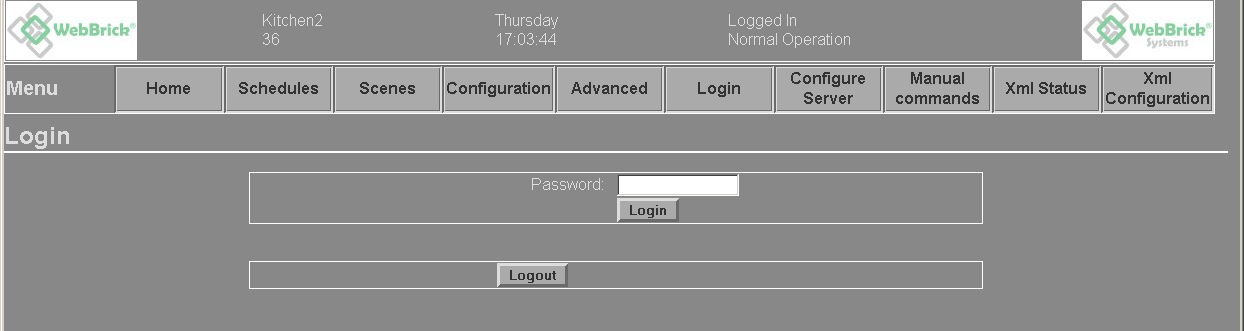 WebBrick®
Kitchen2
36
Thursday
17:03:44
Logged In
Normal Operation
WebBrick®
Systems
Menu
Home
Schedules
Scenes
Configuration
Advanced
Login
Configure
Server
Manual
commands
Xml Status
Xml
Configuration
Login
Password:
Login
Logout